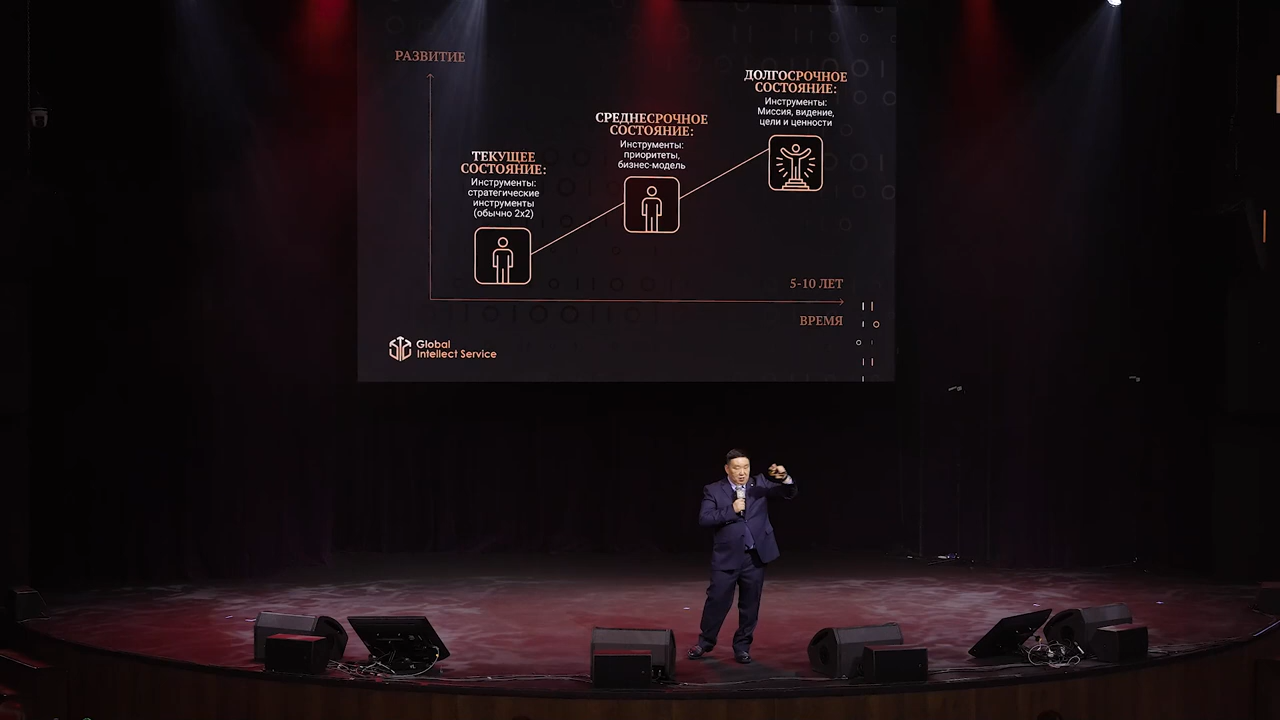 РАЗВИТИЕ
ДОЛГОСРОЧНОЕ
СОСТОЯНИЕ:
Инструменты:
Миссия, видение,
цели и ценности
СРЕДНЕСРОЧНОЕ
СОСТОЯНИЕ:
Инструменты:
приоритеты,
бизнес-модель
ТЕКУЩЕЕ
СОСТОЯНИЕ:
Инструменты:
стратегические
инструменты
(обычно 2х2)
5-10 ЛЕТ
ВРЕМЯ
Global
Intellect Service